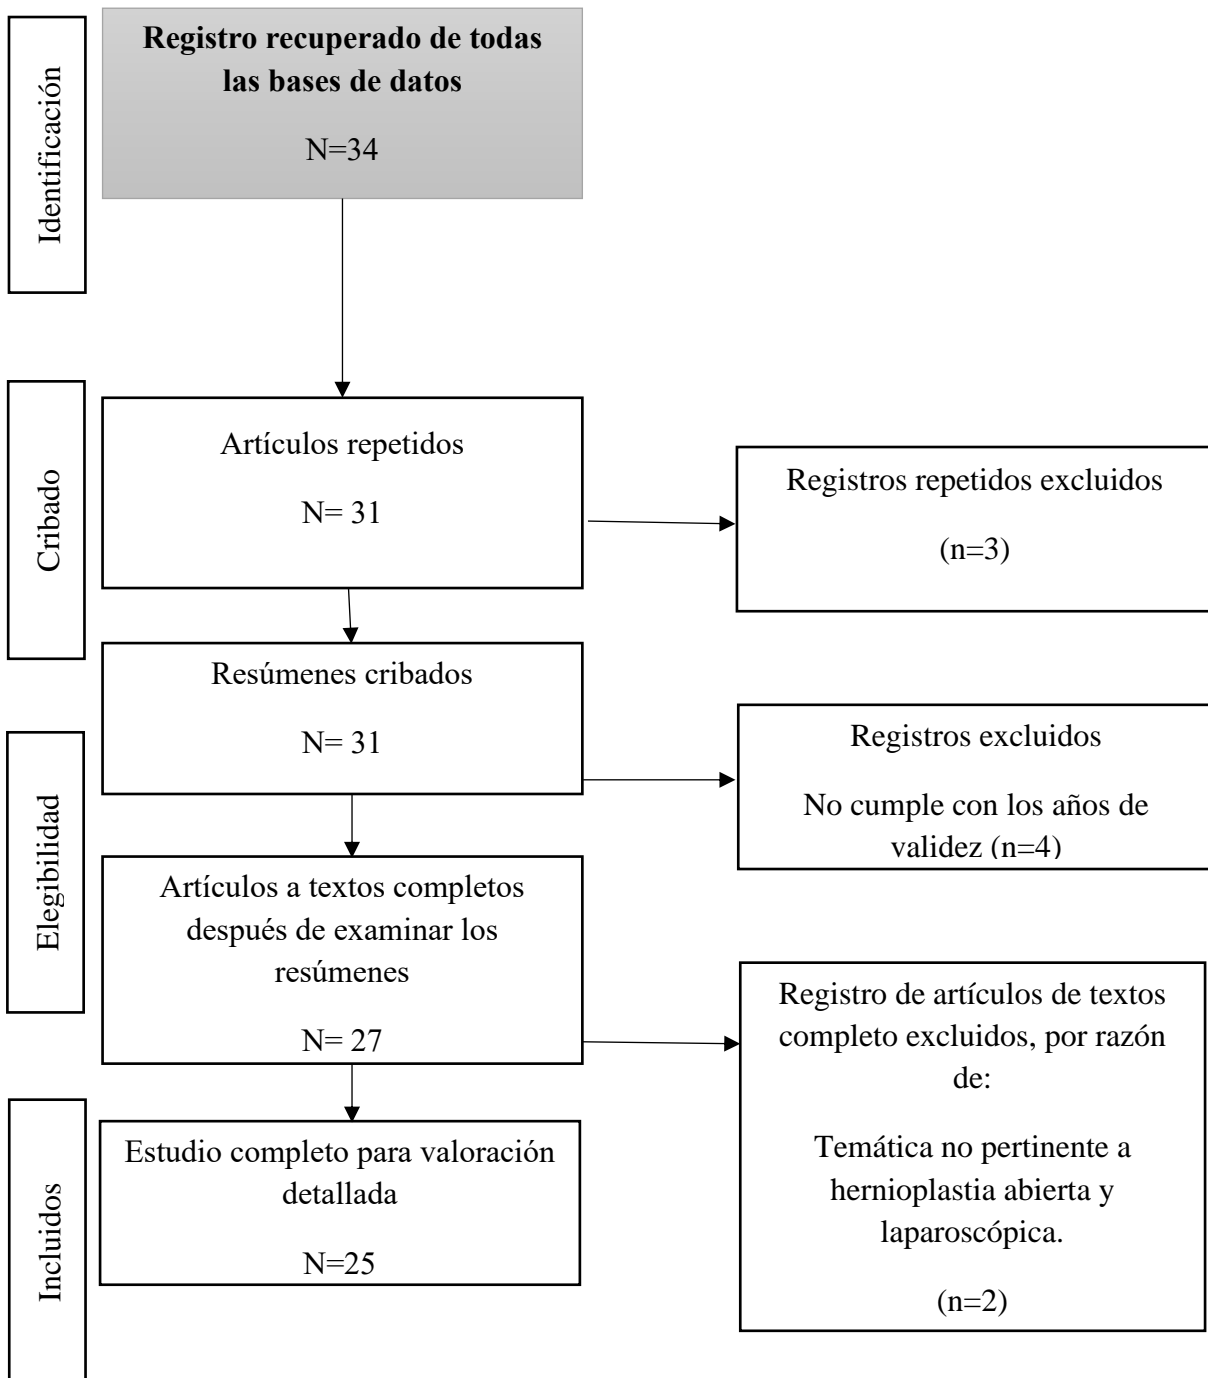 Identificación
Registro recuperado de todas
las bases de datos
N=34
Cribado
Artículos repetidos
N= 31
Registros repetidos excluidos
(n=3)
Resúmenes cribados
N= 31
Registros excluidos
No cumple con los años de
validez (n=4)
Elegibilidad
Artículos a textos completos
después de examinar los
resúmenes
N= 27
Registro de artículos de textos
completo excluidos, por razón
de:
Temática no pertinente a
hernioplastia abierta y
laparoscópica.
(n=2)
Incluidos
Estudio completo para valoración
detallada
N=25